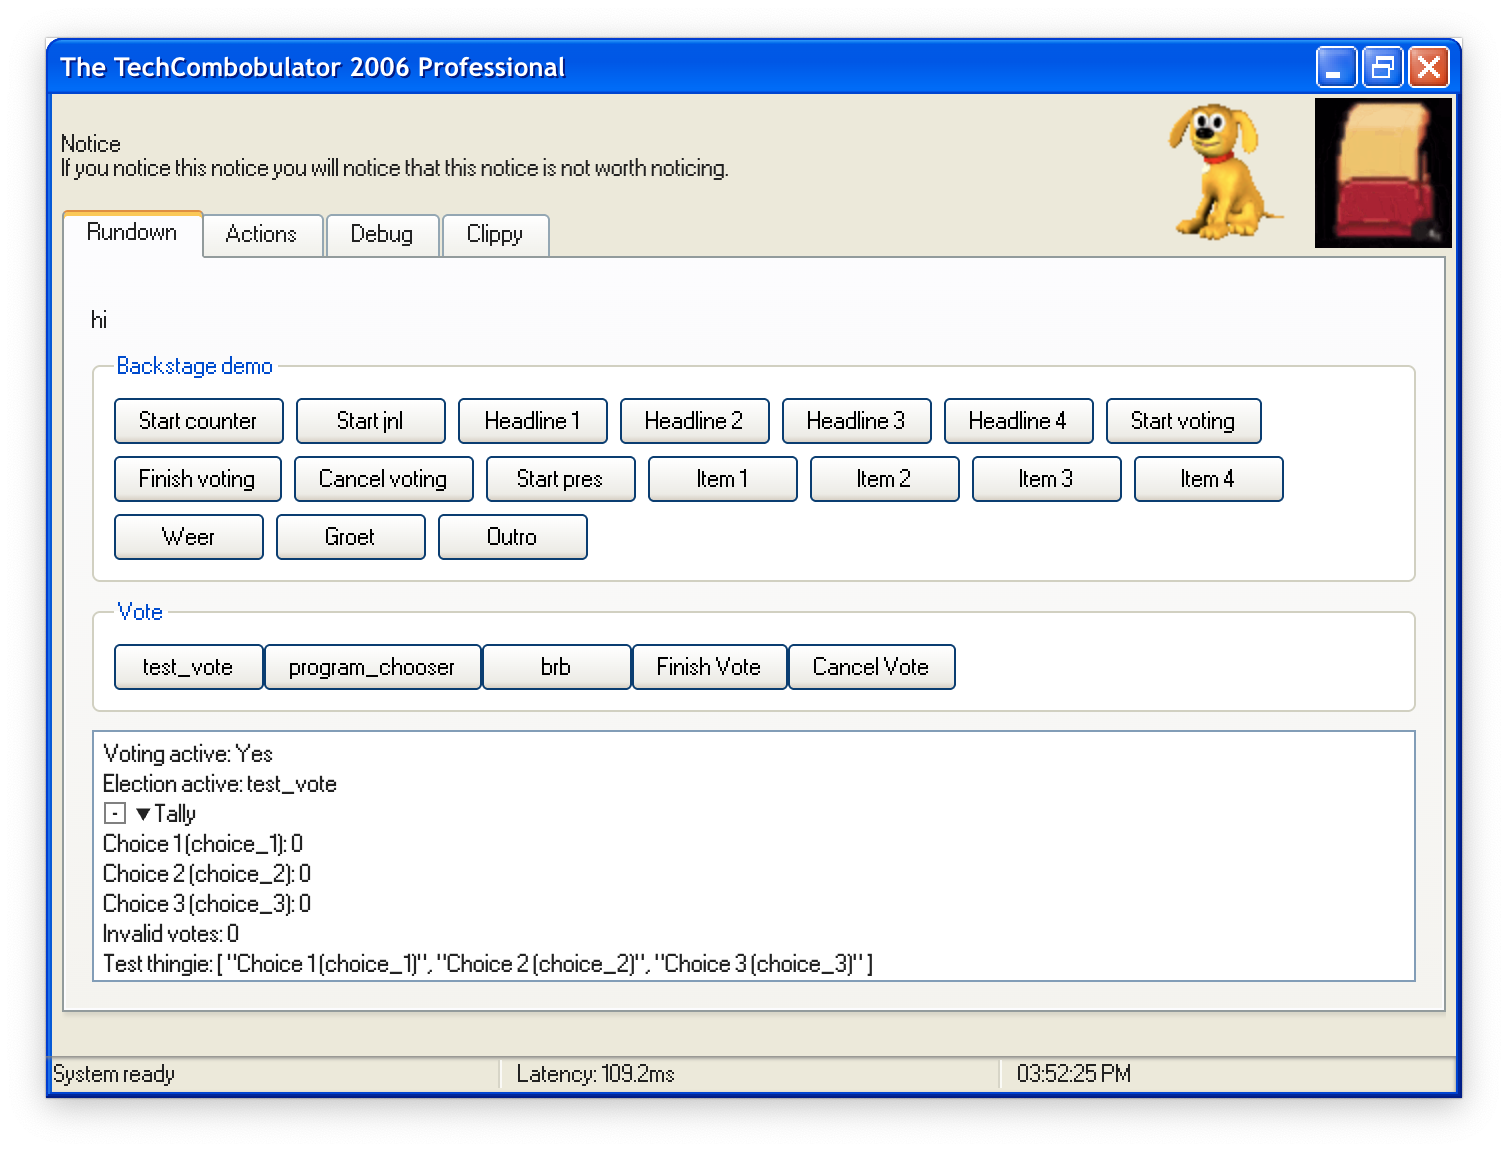 The TechCombobulator 2006 Professional
Notice
If you notice this notice you will notice that this notice is not worth noticing.
Rundown Actions Debug Clippy
hi
Backstage demo
Start counter Start jnl Headline 1 Headline 2 Headline 3 Headline 4 Start voting
Finish voting Cancel voting Start pres Item 1 Item 2 Item 3 Item 4
Weer Groet Outro
Vote
test_vote program_chooser brb Finish Vote Cancel Vote
Voting active: Yes
Election active: test_vote
- ▼ Tally
Choice 1 (choice_1): 0
Choice 2 (choice_2): 0
Choice 3 (choice_3): 0
Invalid votes: 0
Test thingie: [ "Choice 1 (choice_1)", "Choice 2 (choice_2)", "Choice 3 (choice_3)" ]
System ready Latency: 109.2ms 03:52:25 PM